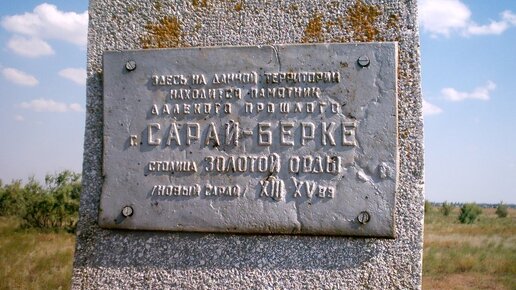 ЗДЕСЬ НА ДАННОЙ ТЕРРИТОРИИ
НАХОДИТСЯ ПАМЯТНИК
ДАЛЕКОГО ПРОШЛОГО
г. САРАЙ-БЕРКЕ
СТОЛИЦА ЗОЛОТОЙ ОРДЫ
/НОВЫЙ САРАЙ/ XIII XV вв